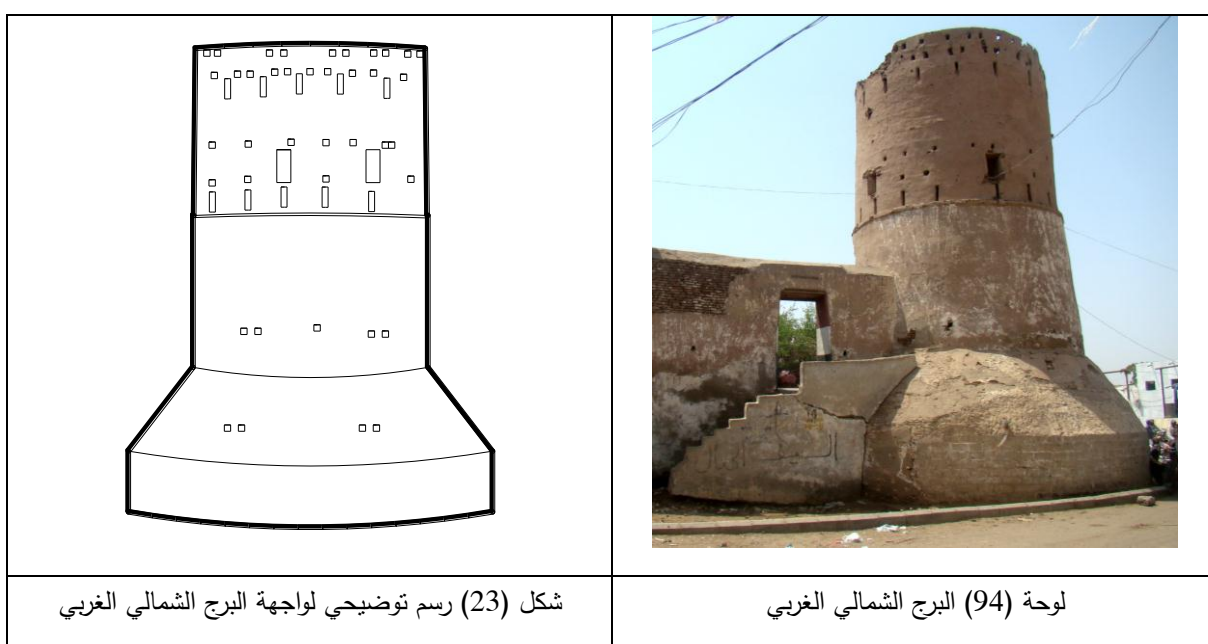 لوحة (94) البرج الشمالي الغربي
شكل (23) رسم توضيحي لواجهة البرج الشمالي الغربي